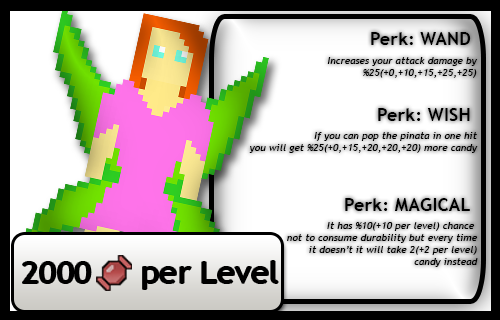 Perk: WAND
Increases your attack damage by
%25(+0,+10,+15,+25,+25)
Perk: WISH
If you can pop the pinata in one hit
you will get %25(+0,+15,+20,+20,+20) more candy
Perk: MAGICAL
It has %10(+10 per level) chance
not to consume durability but every time
it doesn't it will take 2(+2 per level)
candy instead
2000 per Level